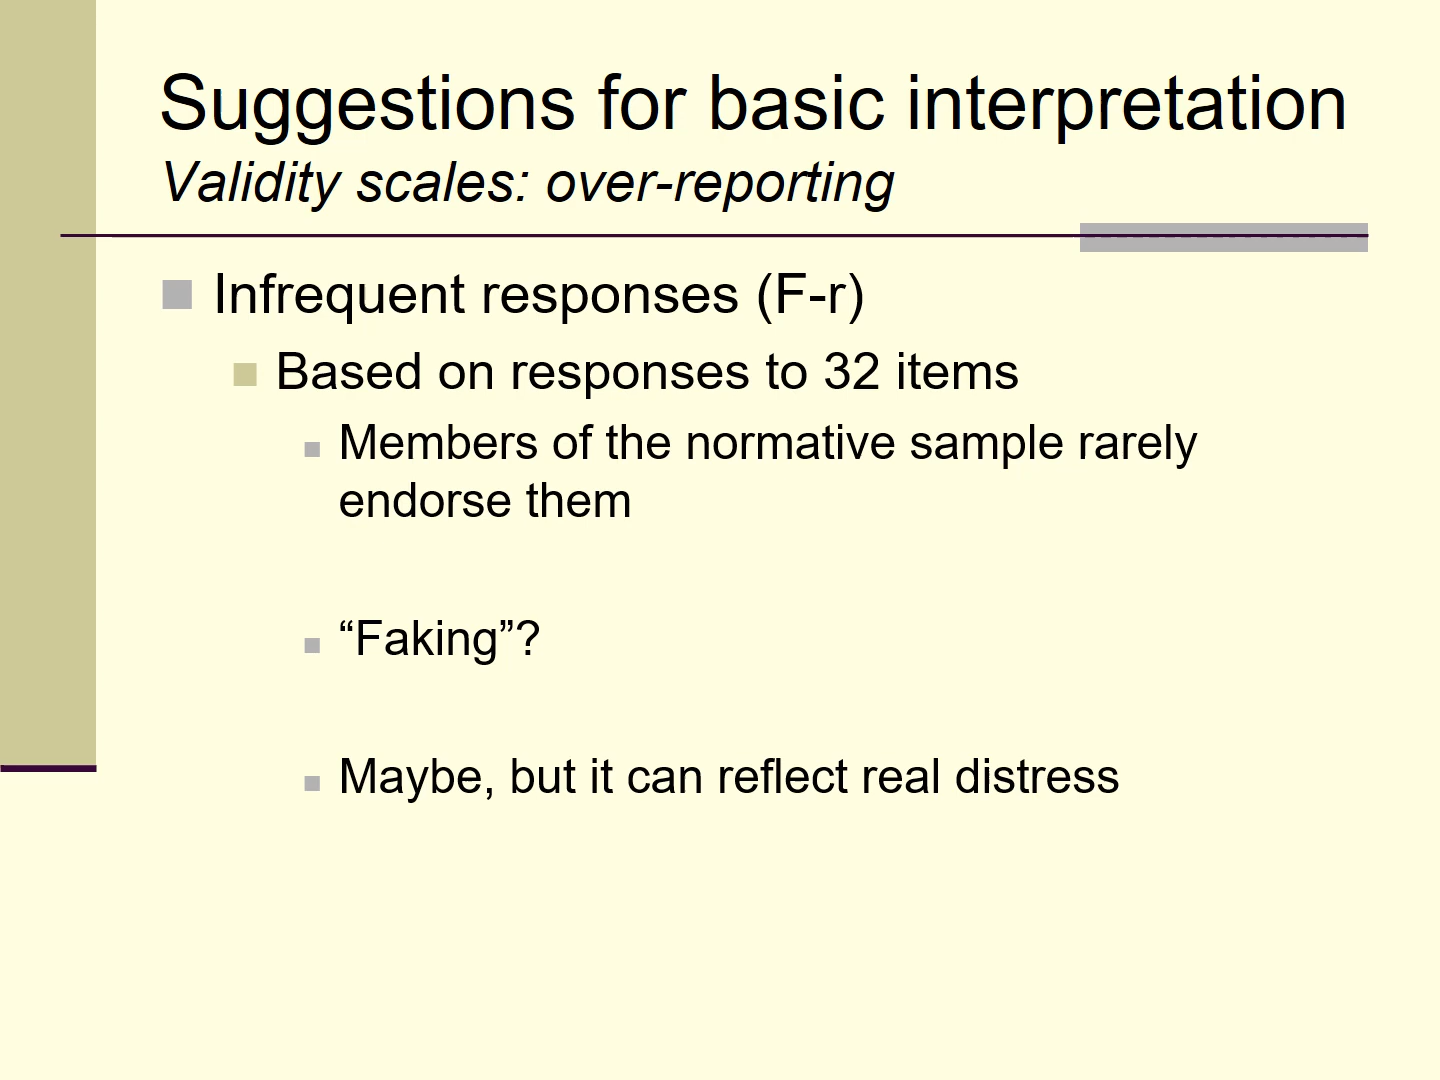 Suggestions for basic interpretation
Validity scales: over-reporting
Infrequent responses (F-r)
Based on responses to 32 items
Members of the normative sample rarely
endorse them
“Faking”?
Maybe, but it can reflect real distress